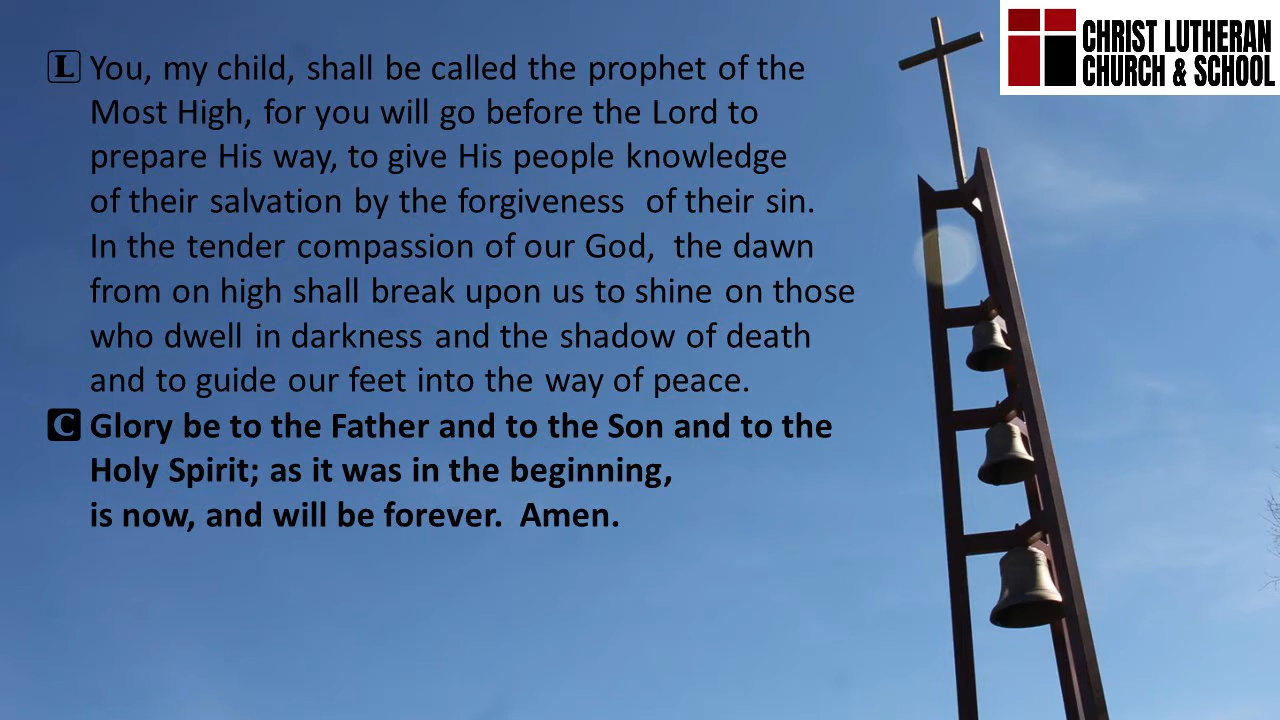 CHRIST LUTHERAN
CHURCH & SCHOOL
L You, my child, shall be called the prophet of the
Most High, for you will go before the Lord to
prepare His way, to give His people knowledge
of their salvation by the forgiveness of their sin.
In the tender compassion of our God, the dawn
from on high shall break upon us to shine on those
who dwell in darkness and the shadow of death
and to guide our feet into the way of peace.
C Glory be to the Father and to the Son and to the
Holy Spirit; as it was in the beginning,
is now, and will be forever. Amen.